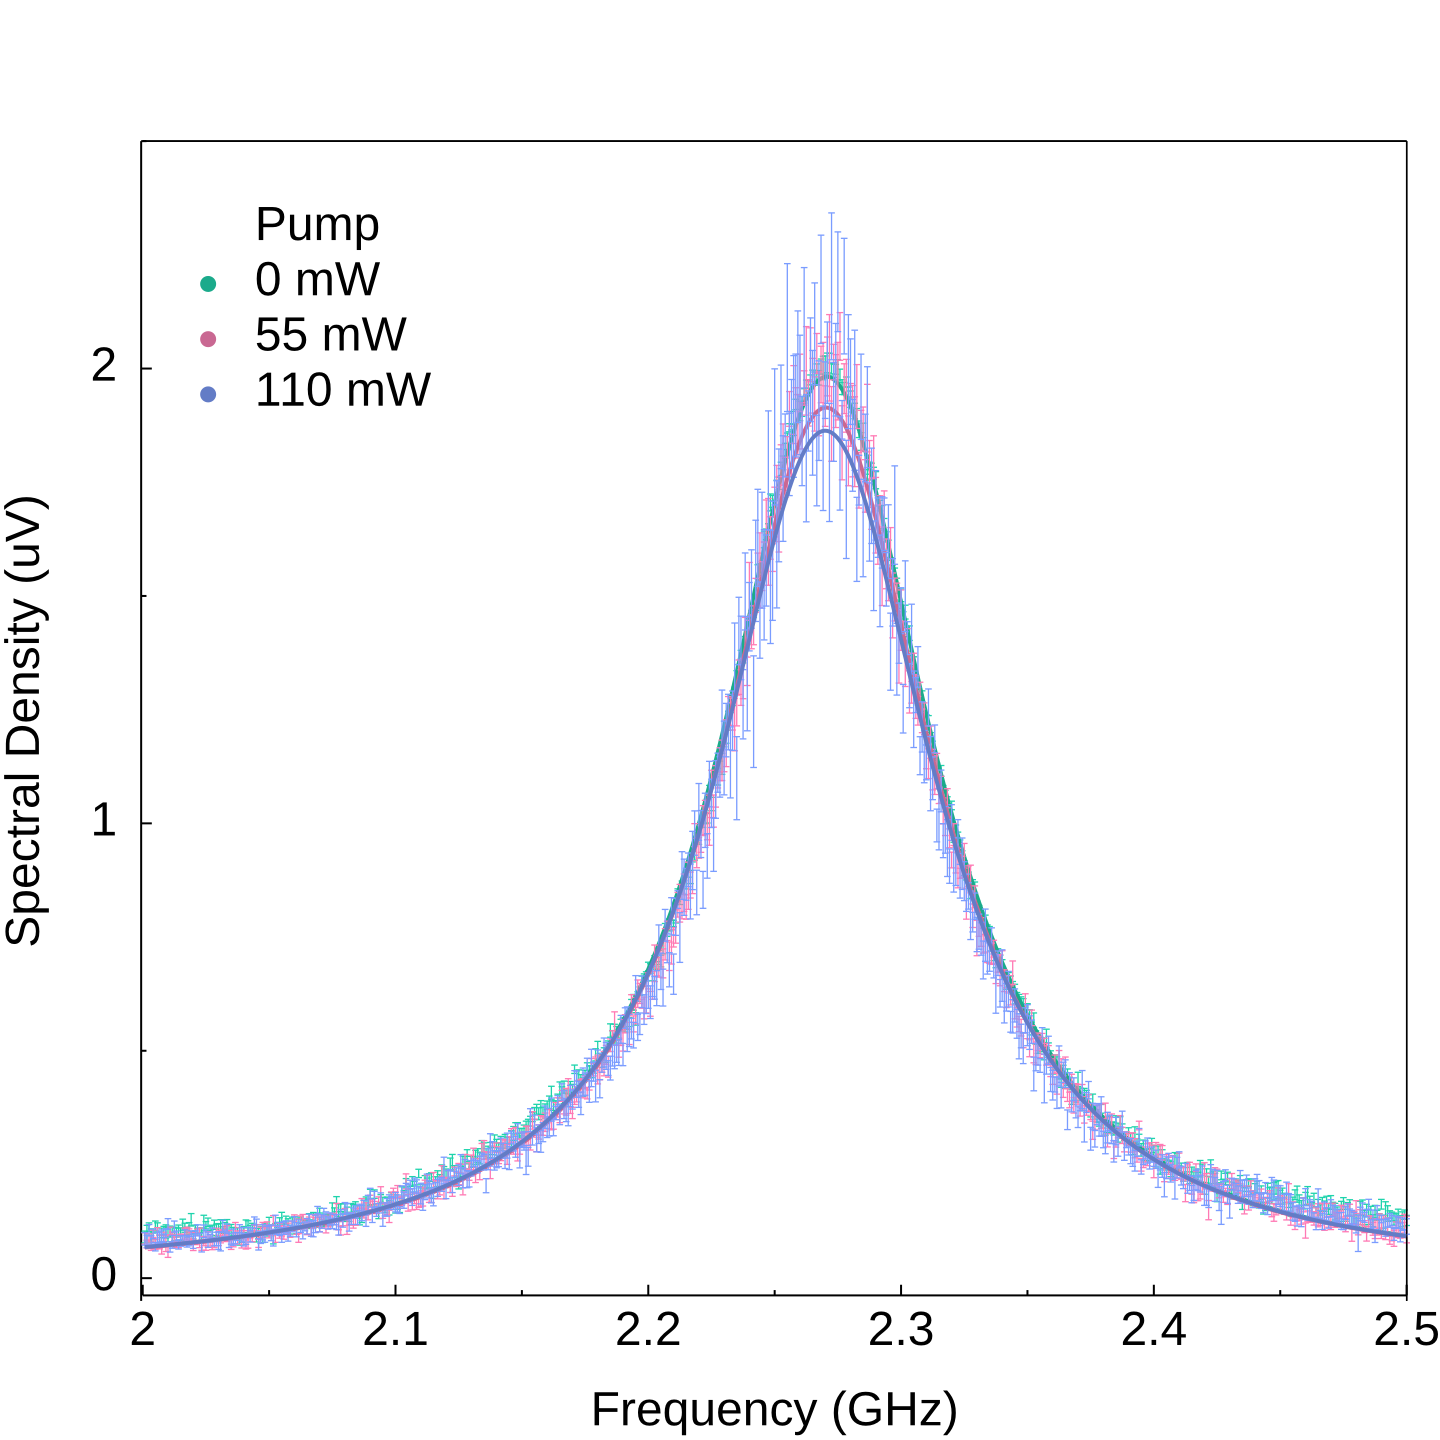 Pump
0 mW
55 mW
110 mW
2
1
0
Spectral Density (uV)
2 2.1 2.2 2.3 2.4 2.5
Frequency (GHz)